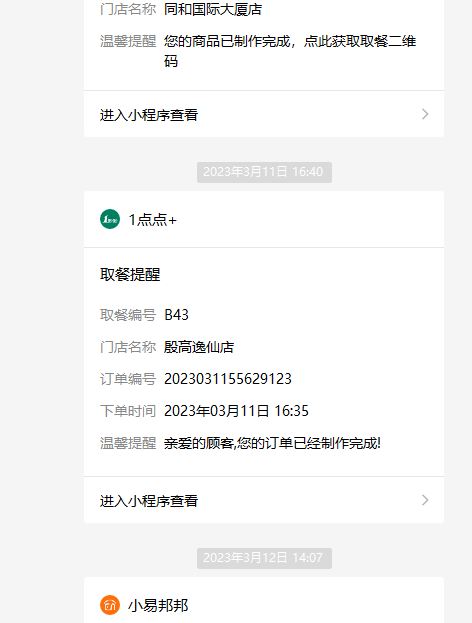 门店名称 同和国际大厦店
温馨提醒 您的商品已制作完成，点此获取取餐二维
码
进入小程序查看
2023年3月11日 16:40
1点点+
取餐提醒
取餐编号 B43
门店名称 殷高逸仙店
订单编号 2023031155629123
下单时间 2023年03月11日 16:35
温馨提醒 亲爱的顾客,您的订单已经制作完成!
进入小程序查看
2023年3月12日 14:07
小易邦邦